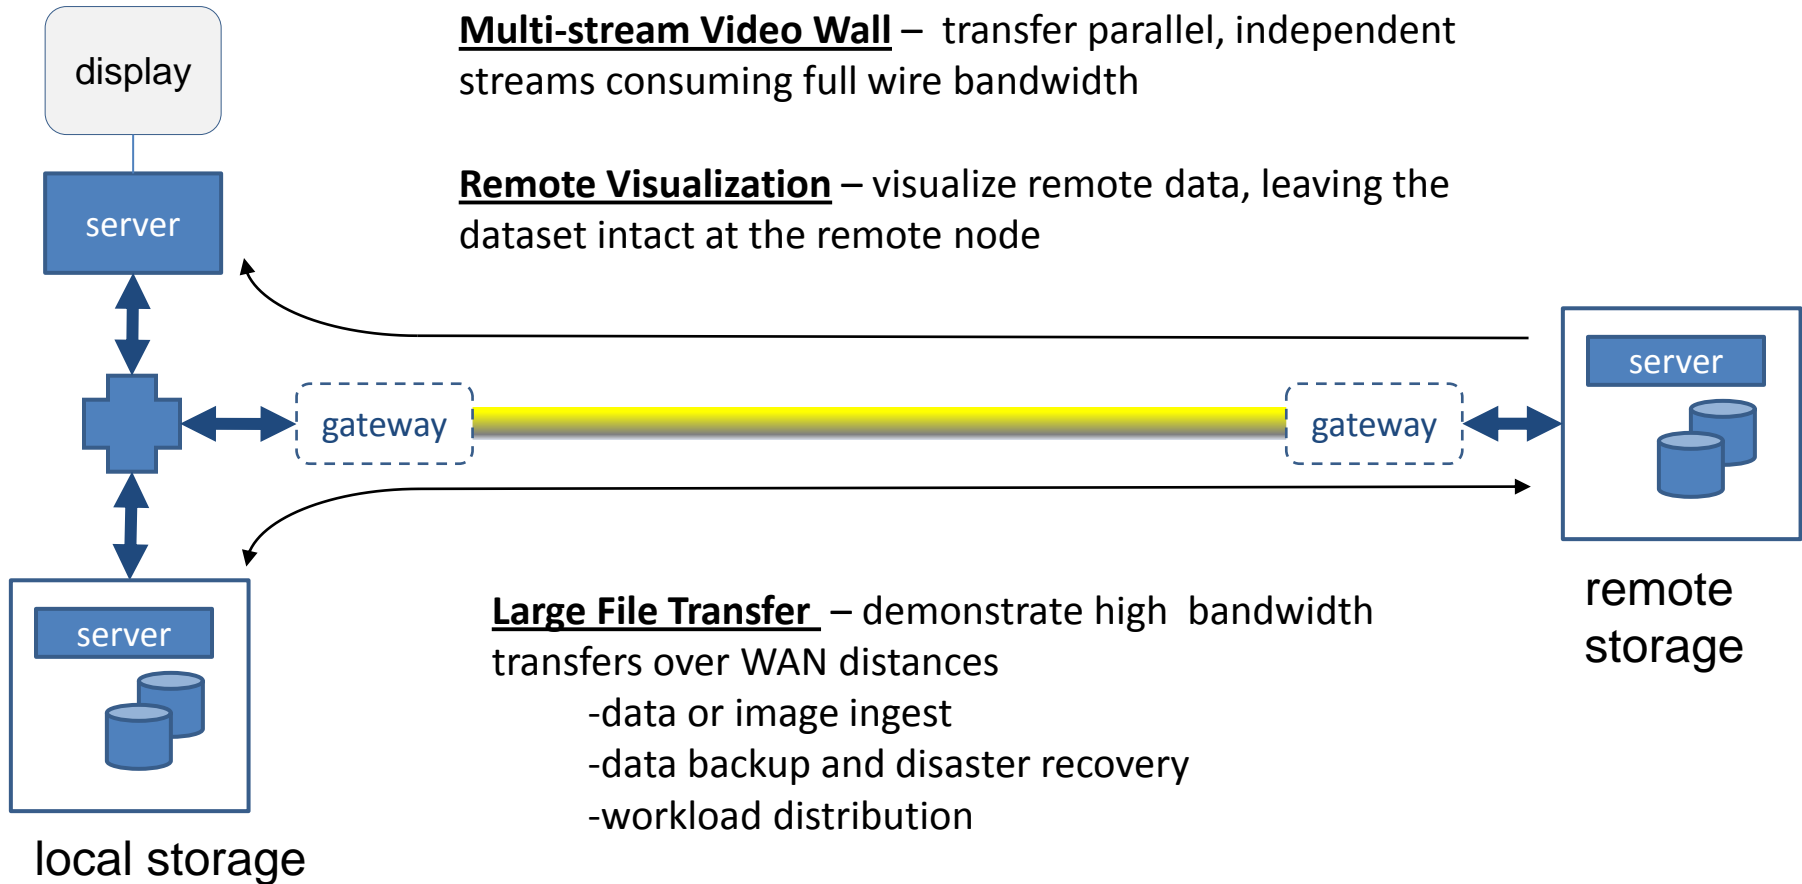 display
server
Multi-stream Video Wall – transfer parallel, independent
streams consuming full wire bandwidth
Remote Visualization – visualize remote data, leaving the
dataset intact at the remote node
gateway
gateway
server
remote
storage
server
local storage
Large File Transfer – demonstrate high bandwidth
transfers over WAN distances
-data or image ingest
-data backup and disaster recovery
-workload distribution